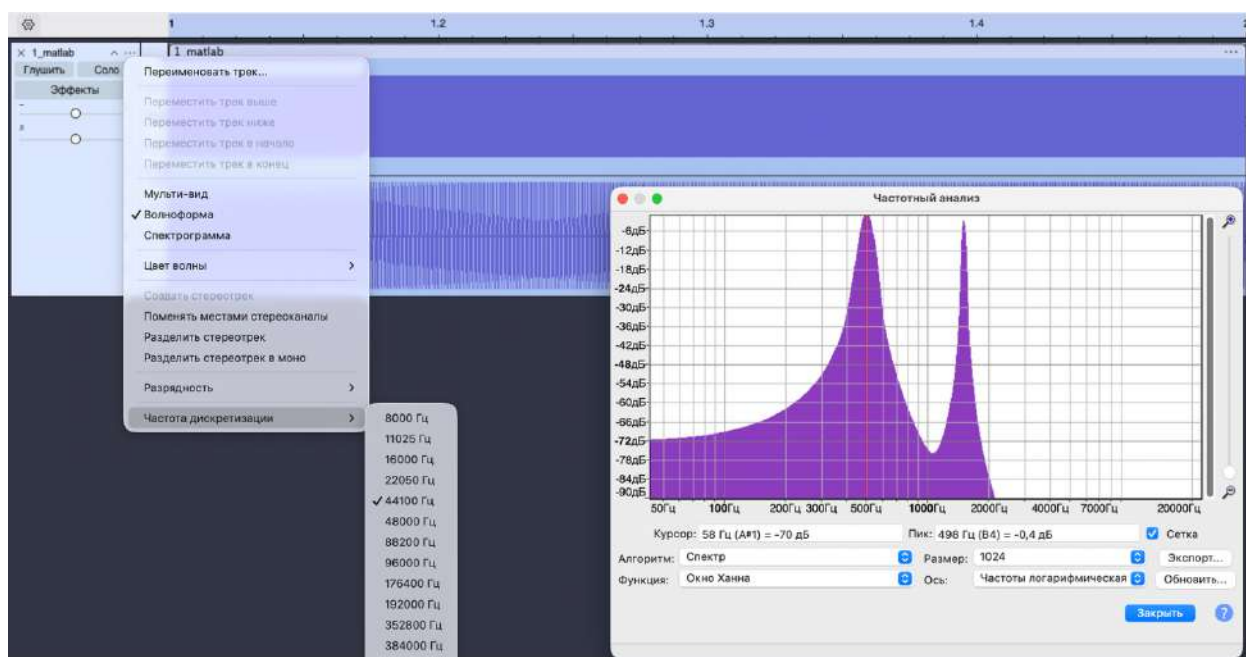 1 1.2 1.3 1.4 2
1_matlab
1 matlab
Глушить Соло
Эффекты
Переименовать трек...
Переместить трек выше
Переместить трек ниже
Переместить трек в начало
Переместить трек в конец
Мульти-вид
Волноформа
Спектрограмма
Цвет волны
Создать стереотрек
Поменять местами стереоканалы
Разделить стереотрек
Разделить стереотрек в моно
Разрядность
Частота дискретизации
8000 Гц
11025 Гц
16000 Гц
22050 Гц
44100 Гц
48000 Гц
88200 Гц
96000 Гц
176400 Гц
192000 Гц
352800 Гц
384000 Гц
Частотный анализ
-6дБ
-12дБ
-18дБ
-24дБ
-30дБ
-36дБ
-42дБ
-48дБ
-54дБ
-60дБ
-66дБ
-72дБ
-78дБ
-84дБ
-90дБ
50Гц 100Гц 200Гц 300Гц 500Гц 1000Гц 2000Гц 4000Гц 7000Гц 20000Гц
Курсор: 58 Гц (A#1) = -70 дБ Пик: 498 Гц (B4) = -0,4 дБ Сетка
Алгоритм: Спектр Размер: 1024 Экспорт...
Функция: Окно Ханна Ось: Частоты логарифмическая Обновить...
Закрыть ?